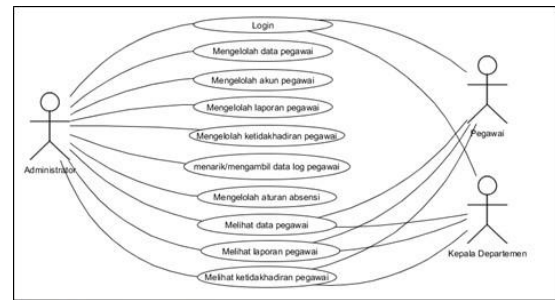 Login
Mengelolah data pegawai
Mengelolah akun pegawai
Mengelolah laporan pegawai
Mengelolah ketidakhadiran pegawai
menarik/mengambil data log pegawai
Mengelolah aturan absensi
Melihat data pegawai
Melihat laporan pegawai
Melihat ketidakhadiran pegawai
Administrator
Pegawai
Kepala Departemen